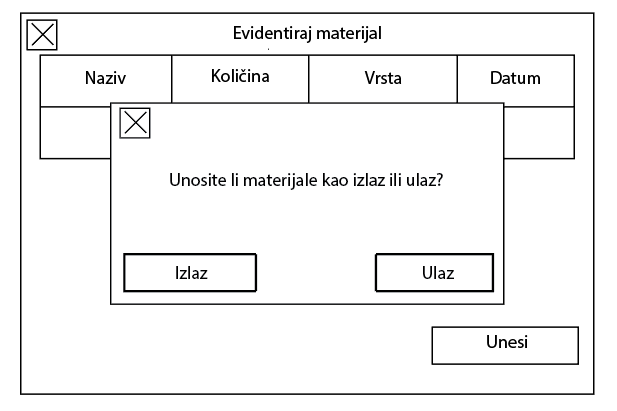 Evidentiraj materijal
Naziv Količina Vrsta Datum
Unosite li materijale kao izlaz ili ulaz?
Izlaz Ulaz
Unesi